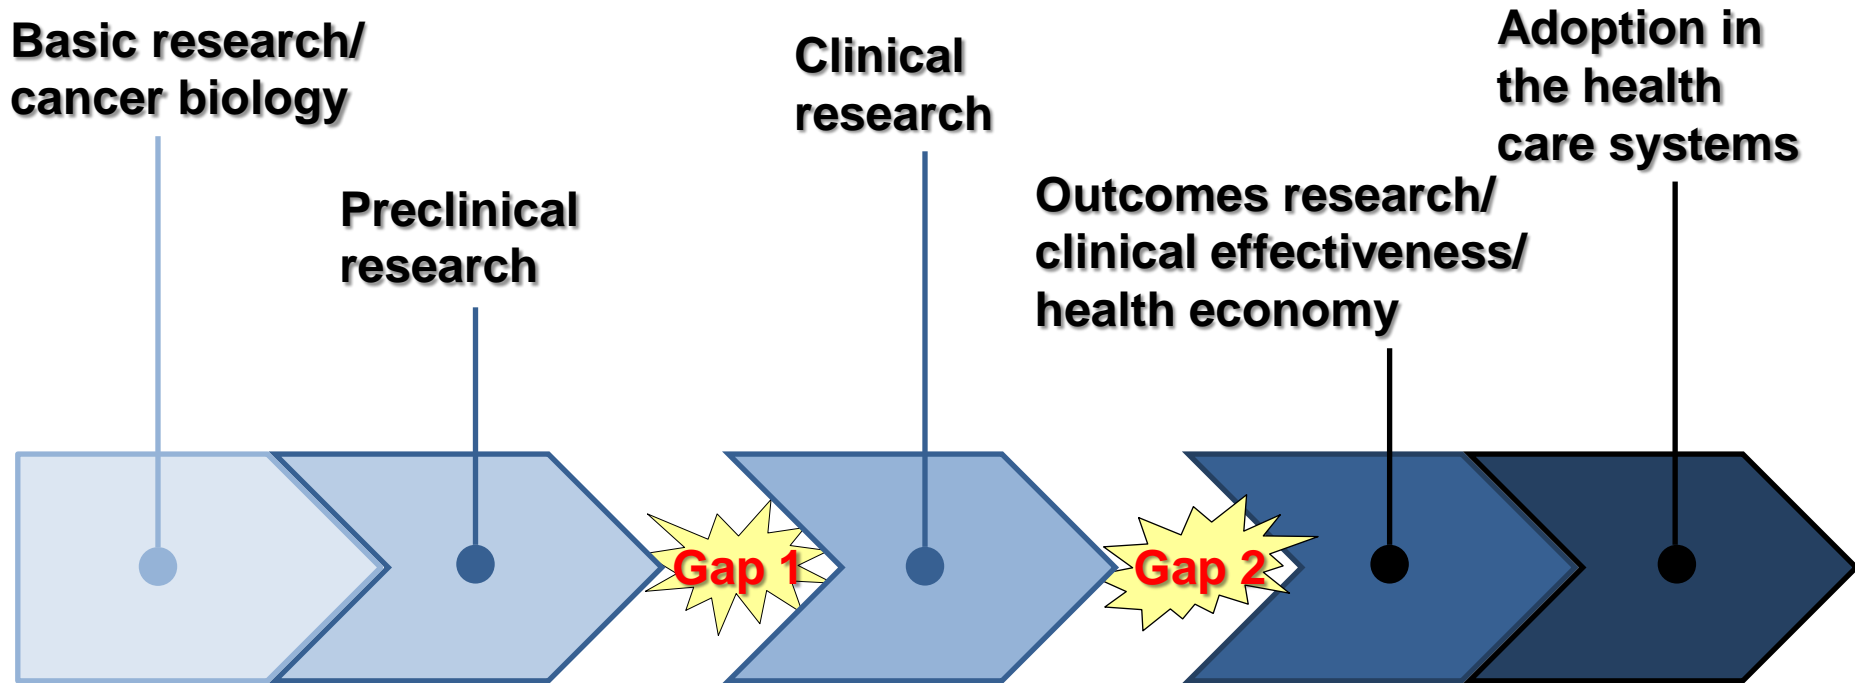 Basic research/
cancer biology
Preclinical
research
Clinical
research
Outcomes research/
clinical effectiveness/
health economy
Adoption in
the health
care systems
Gap 1
Gap 2